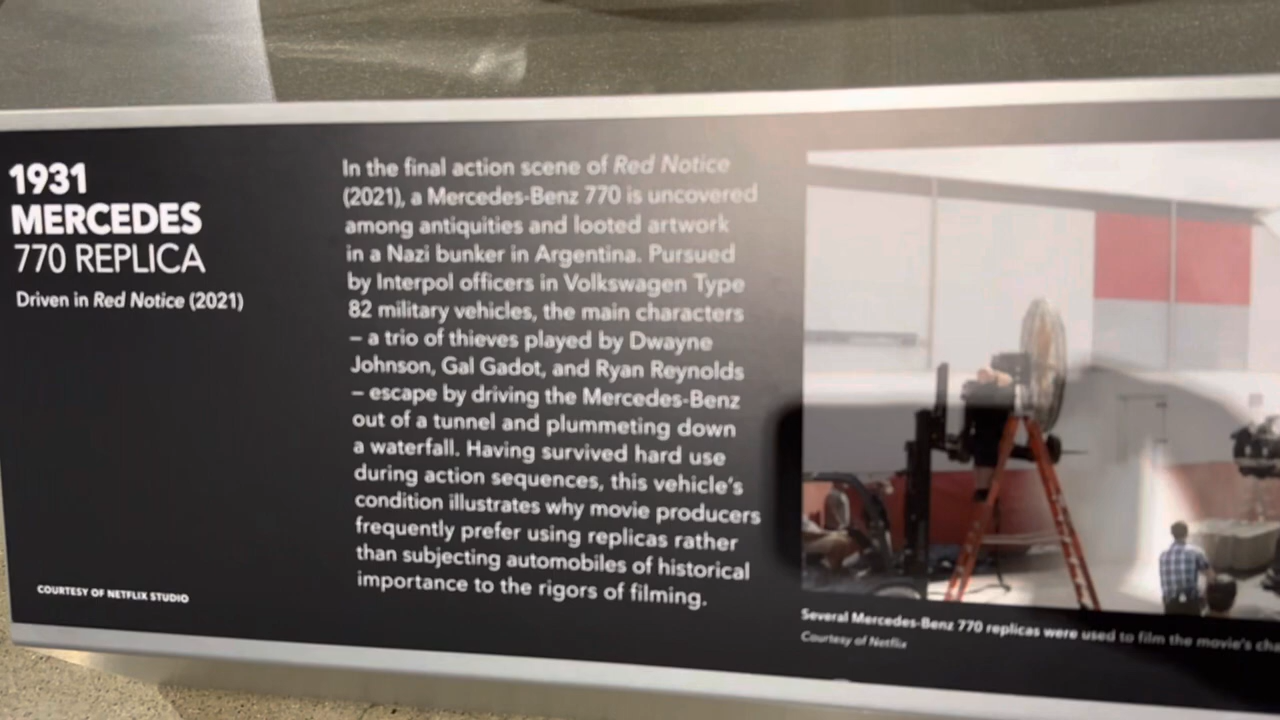 1931
MERCEDES
770 REPLICA
Driven in Red Notice (2021)
COURTESY OF NETFLIX STUDIO
In the final action scene of Red Notice
(2021), a Mercedes-Benz 770 is uncovered
among antiquities and looted artwork
in a Nazi bunker in Argentina. Pursued
by Interpol officers in Volkswagen Type
82 military vehicles, the main characters
– a trio of thieves played by Dwayne
Johnson, Gal Gadot, and Ryan Reynolds
– escape by driving the Mercedes-Benz
out of a tunnel and plummeting down
a waterfall. Having survived hard use
during action sequences, this vehicle's
condition illustrates why movie producers
frequently prefer using replicas rather
than subjecting automobiles of historical
importance to the rigors of filming.
Several Mercedes-Benz 770 replicas were used to film the movie's cha
Courtesy of Netflix